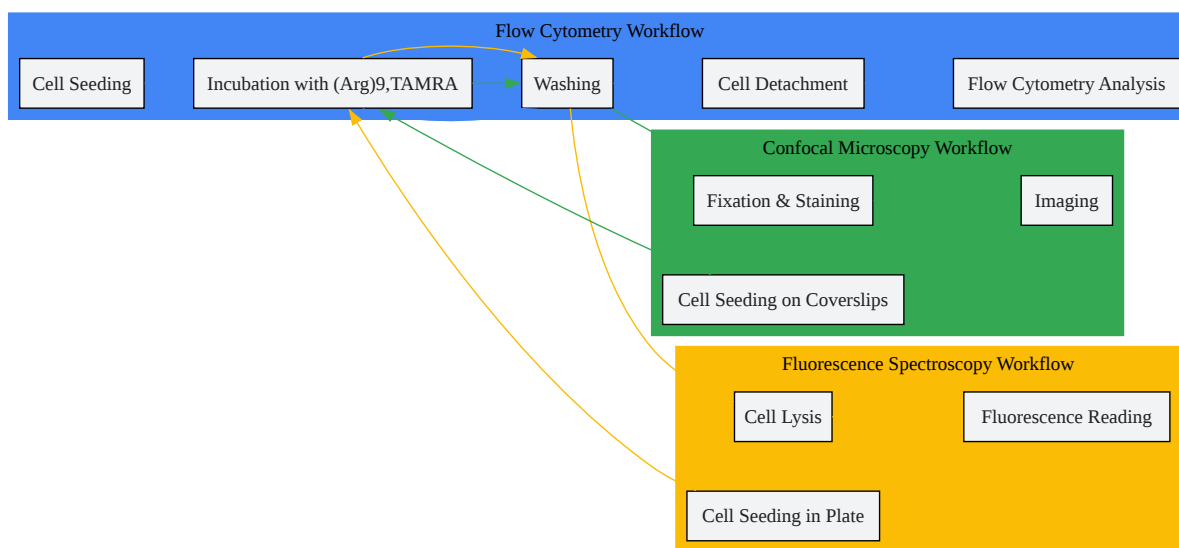 Flow Cytometry Workflow
Cell Seeding
Incubation with (Arg)9,TAMRA
Washing
Cell Detachment
Flow Cytometry Analysis
Confocal Microscopy Workflow
Fixation & Staining
Imaging
Cell Seeding on Coverslips
Fluorescence Spectroscopy Workflow
Cell Lysis
Fluorescence Reading
Cell Seeding in Plate